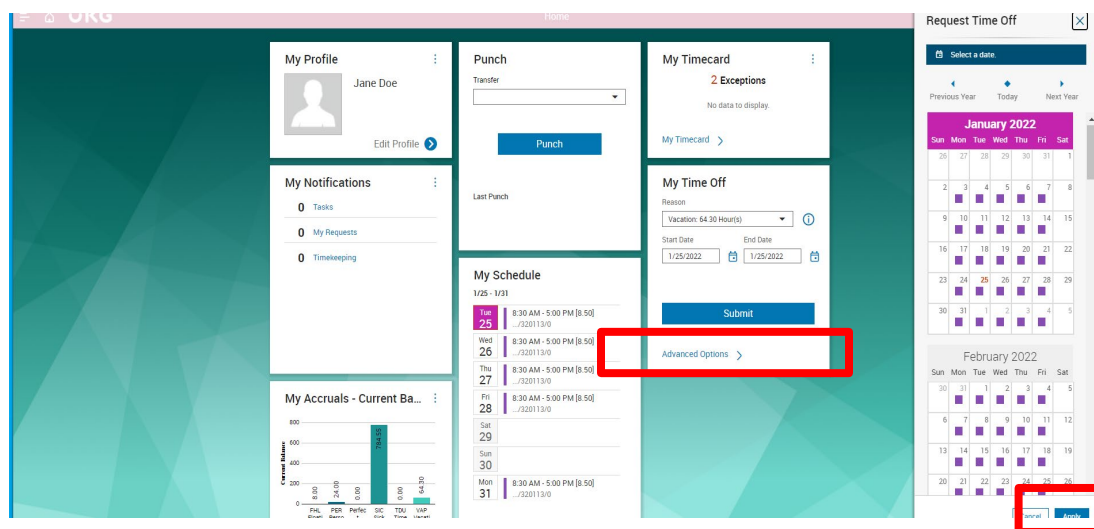 UKG
Home
My Profile
Jane Doe
Edit Profile
My Notifications
0 Tasks
0 My Requests
0 Timekeeping
My Accruals - Current Ba...
Current Balance
800
600
400
200
0
8.00
24.00
0.00
784.55
0.00
64.30
FHL PER Perfec SIC TDU VAP
Sick Time
Punch
Transfer
Punch
Last Punch
My Schedule
1/25 - 1/31
Tue 8:30 AM - 5:00 PM [8.50]
25 .../320113/0
Wed 8:30 AM - 5:00 PM [8.50]
26 .../320113/0
Thu 8:30 AM - 5:00 PM [8.50]
27 .../320113/0
Fri 8:30 AM - 5:00 PM [8.50]
28 .../320113/0
Sat
29
Sun
30
Mon 8:30 AM - 5:00 PM [8.50]
31 .../320113/0
My Timecard
2 Exceptions
No data to display.
My Timecard
My Time Off
Reason
Vacation: 64.30 Hour(s)
Start Date End Date
1/25/2022 1/25/2022
Submit
Advanced Options
Request Time Off
Select a date.
Previous Year Today Next Year
January 2022
Sun Mon Tue Wed Thu Fri Sat
26 27 28 29 30 31 1
2 3 4 5 6 7 8
9 10 11 12 13 14 15
16 17 18 19 20 21 22
23 24 25 26 27 28 29
30 31 1 2 3 4 5
February 2022
Sun Mon Tue Wed Thu Fri Sat
30 31 1 2 3 4 5
6 7 8 9 10 11 12
13 14 15 16 17 18 19
20 21 22 23 24 25 26
Cancel Apply